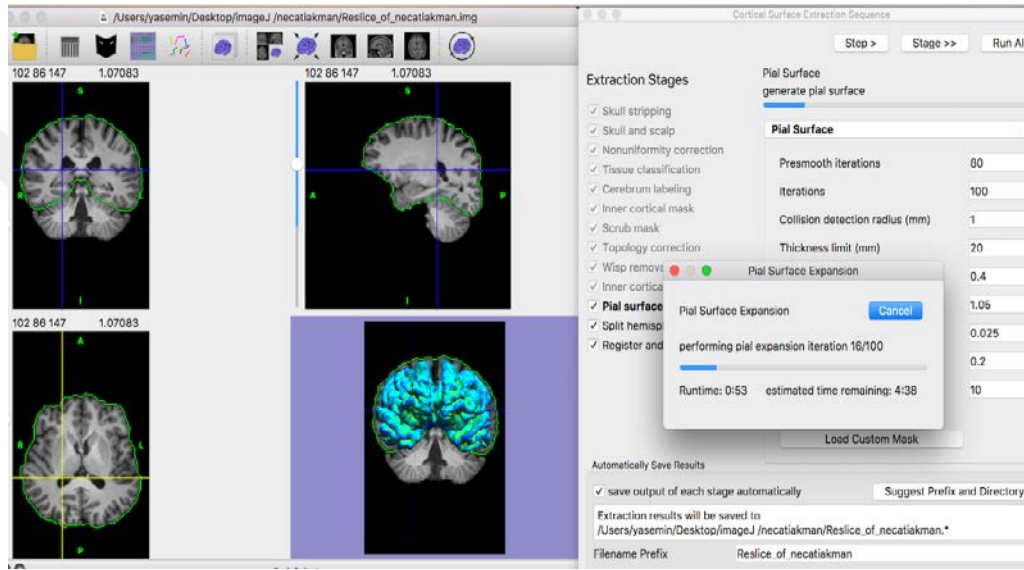 /Users/yasemin/Desktop/imageJ /necatiakman/Reslice_of_necatiakman.img
102 86 147 1.07083
S
R
L
I
102 86 147 1.07083
S
A
P
I
102 86 147 1.07083
A
R
L
P
Cortical Surface Extraction Sequence
Step > Stage >> Run Al
Extraction Stages
Skull stripping
Skull and scalp
Nonuniformity correction
Tissue classification
Cerebrum labeling
Inner cortical mask
Scrub mask
Topology correction
Wisp remova
Inner cortica
Pial surface
Split hemisp
Register and
Pial Surface
generate pial surface
Pial Surface
Presmooth iterations 80
Iterations 100
Collision detection radius (mm) 1
Thickness limit (mm) 20
0.4
1.05
0.025
0.2
10
Pial Surface Expansion
Pial Surface Expansion
Cancel
performing pial expansion iteration 16/100
Runtime: 0:53 estimated time remaining: 4:38
Load Custom Mask
Automatically Save Results
save output of each stage automatically
Suggest Prefix and Directory
Extraction results will be saved to
/Users/yasemin/Desktop/imageJ /necatiakman/Reslice_of_necatiakman.*
Filename Prefix Reslice_of_necatiakman